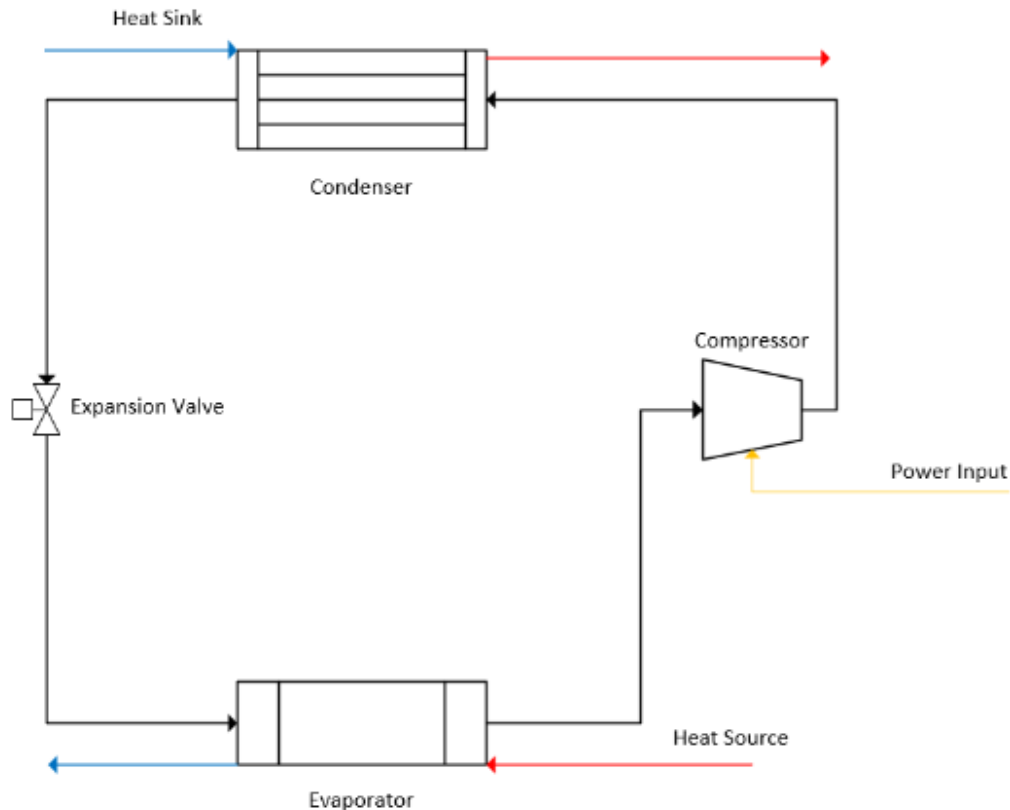 Heat Sink
Condenser
Compressor
Expansion Valve
Power Input
Heat Source
Evaporator